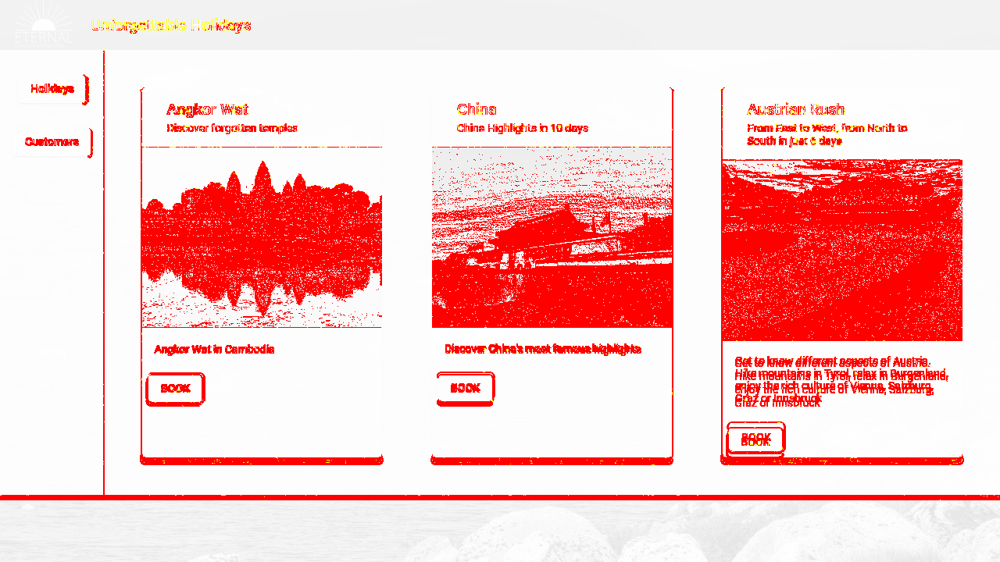 ETERNAL
Unforgettable Holidays
Holidays
Customers
Angkor Wat
Discover forgotten temples
Angkor Wat in Cambodia
BOOK
China
China Highlights in 10 days
Discover China's most famous highlights
BOOK
Austrian Rush
From East to West, from North to
South in just 5 days
Get to know different aspects of Austria.
Hike mountains in Tyrol, relax in Burgenland,
enjoy the rich culture of Vienna, Salzburg,
Graz or Innsbruck
BOOK